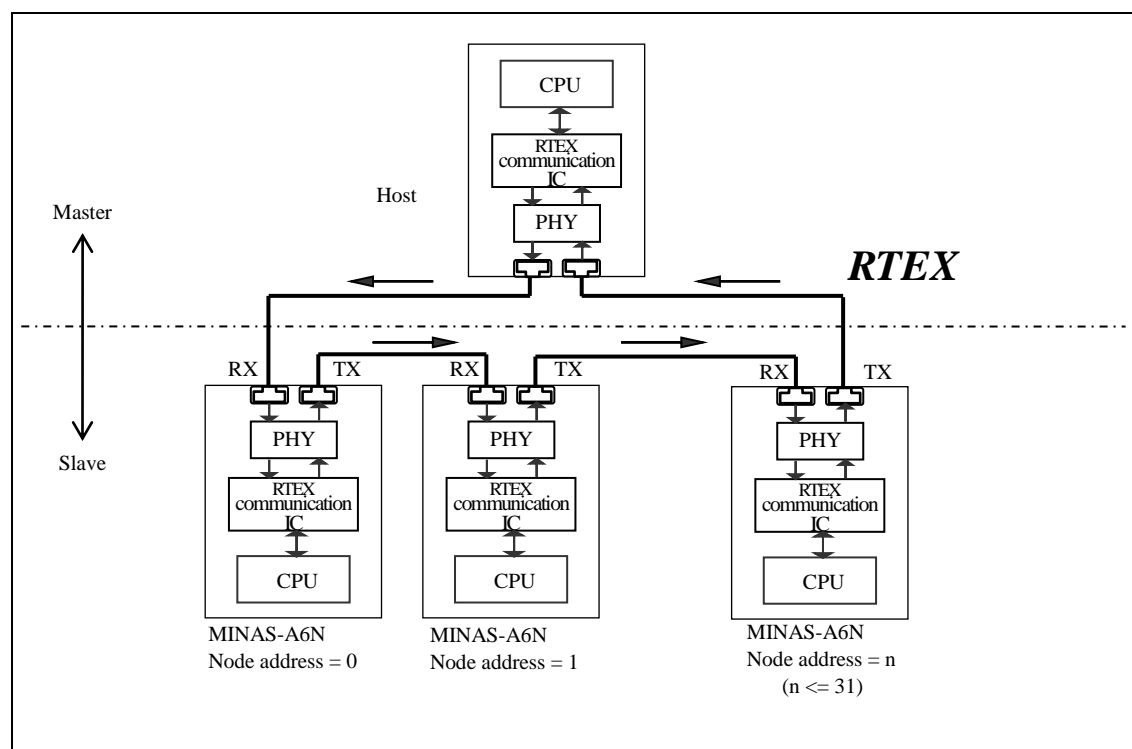 CPU
RTEX
communication
IC
Host
PHY
Master
RTEX
RX
TX
RX
TX
RX
TX
PHY
PHY
PHY
Slave
RTEX
communication
IC
RTEX
communication
IC
RTEX
communication
IC
CPU
CPU
CPU
MINAS-A6N
Node address = 0
MINAS-A6N
Node address = 1
MINAS-A6N
Node address = n
(n <= 31)